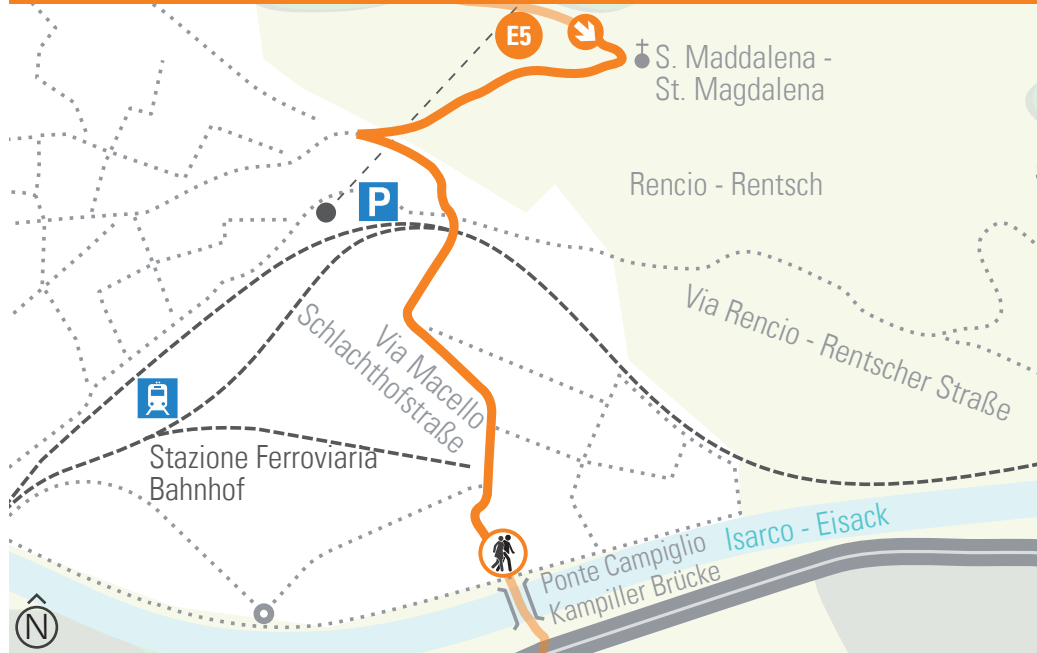 E5
S. Maddalena -
St. Magdalena
Rencio - Rentsch
P
Via Rencio - Rentscher Straße
Via Macello
Schlachthofstraße
Stazione Ferroviaria
Bahnhof
Isarco - Eisack
Ponte Campiglio
Kampiller Brücke
N